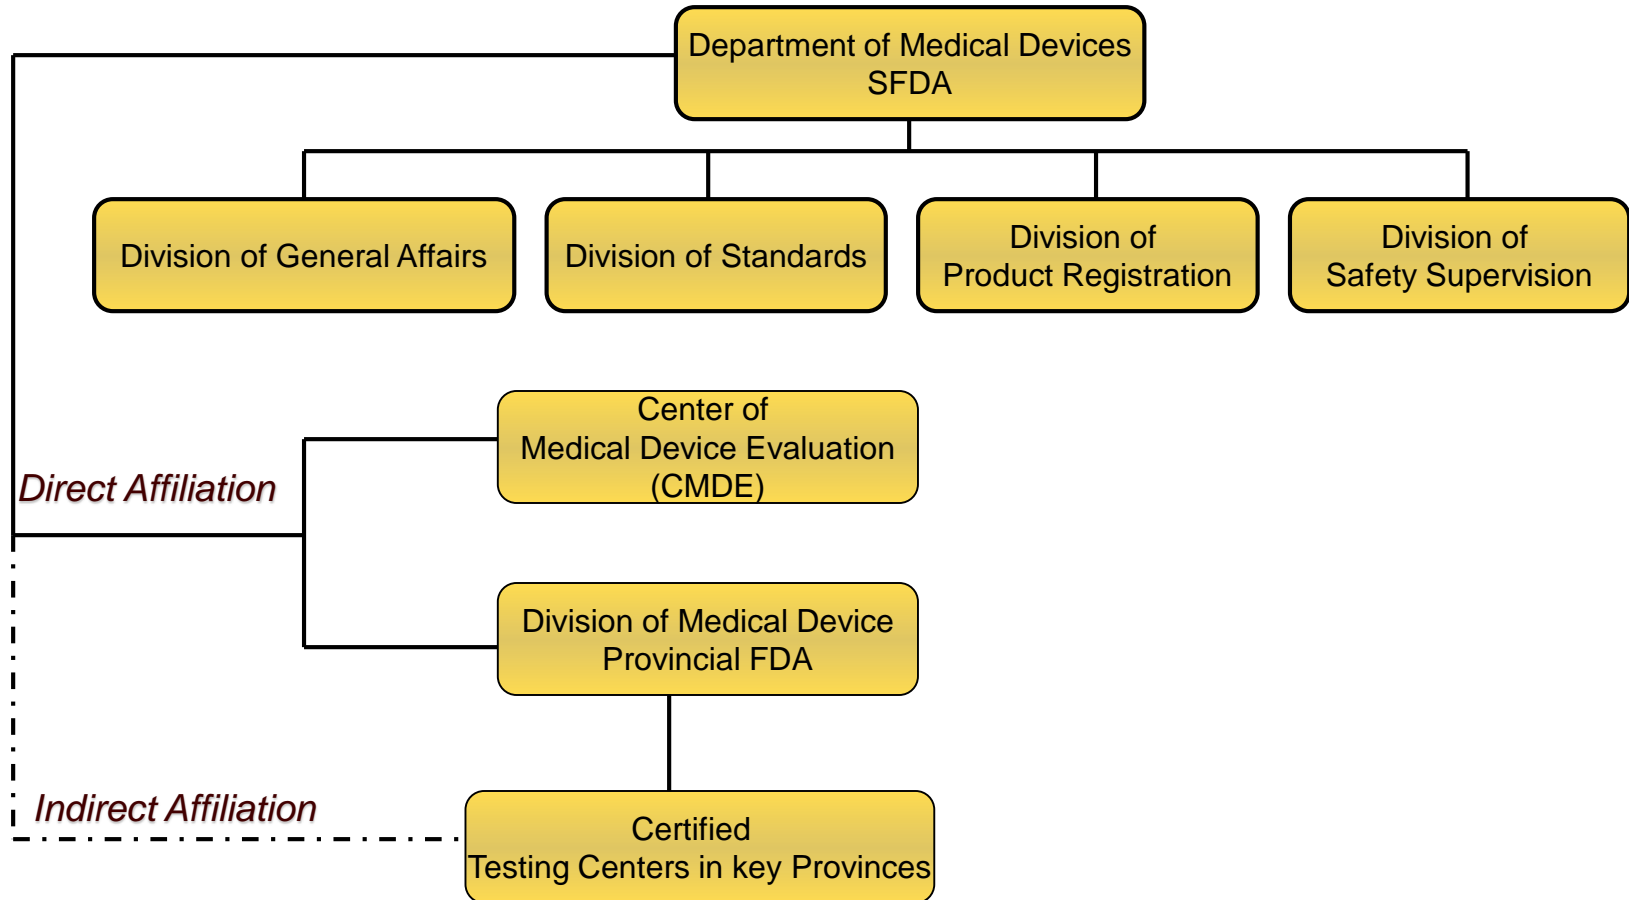 Department of Medical Devices
SFDA
Division of General Affairs
Division of Standards
Division of
Product Registration
Division of
Safety Supervision
Center of
Medical Device Evaluation
(CMDE)
Direct Affiliation
Division of Medical Device
Provincial FDA
Indirect Affiliation
Certified
Testing Centers in key Provinces